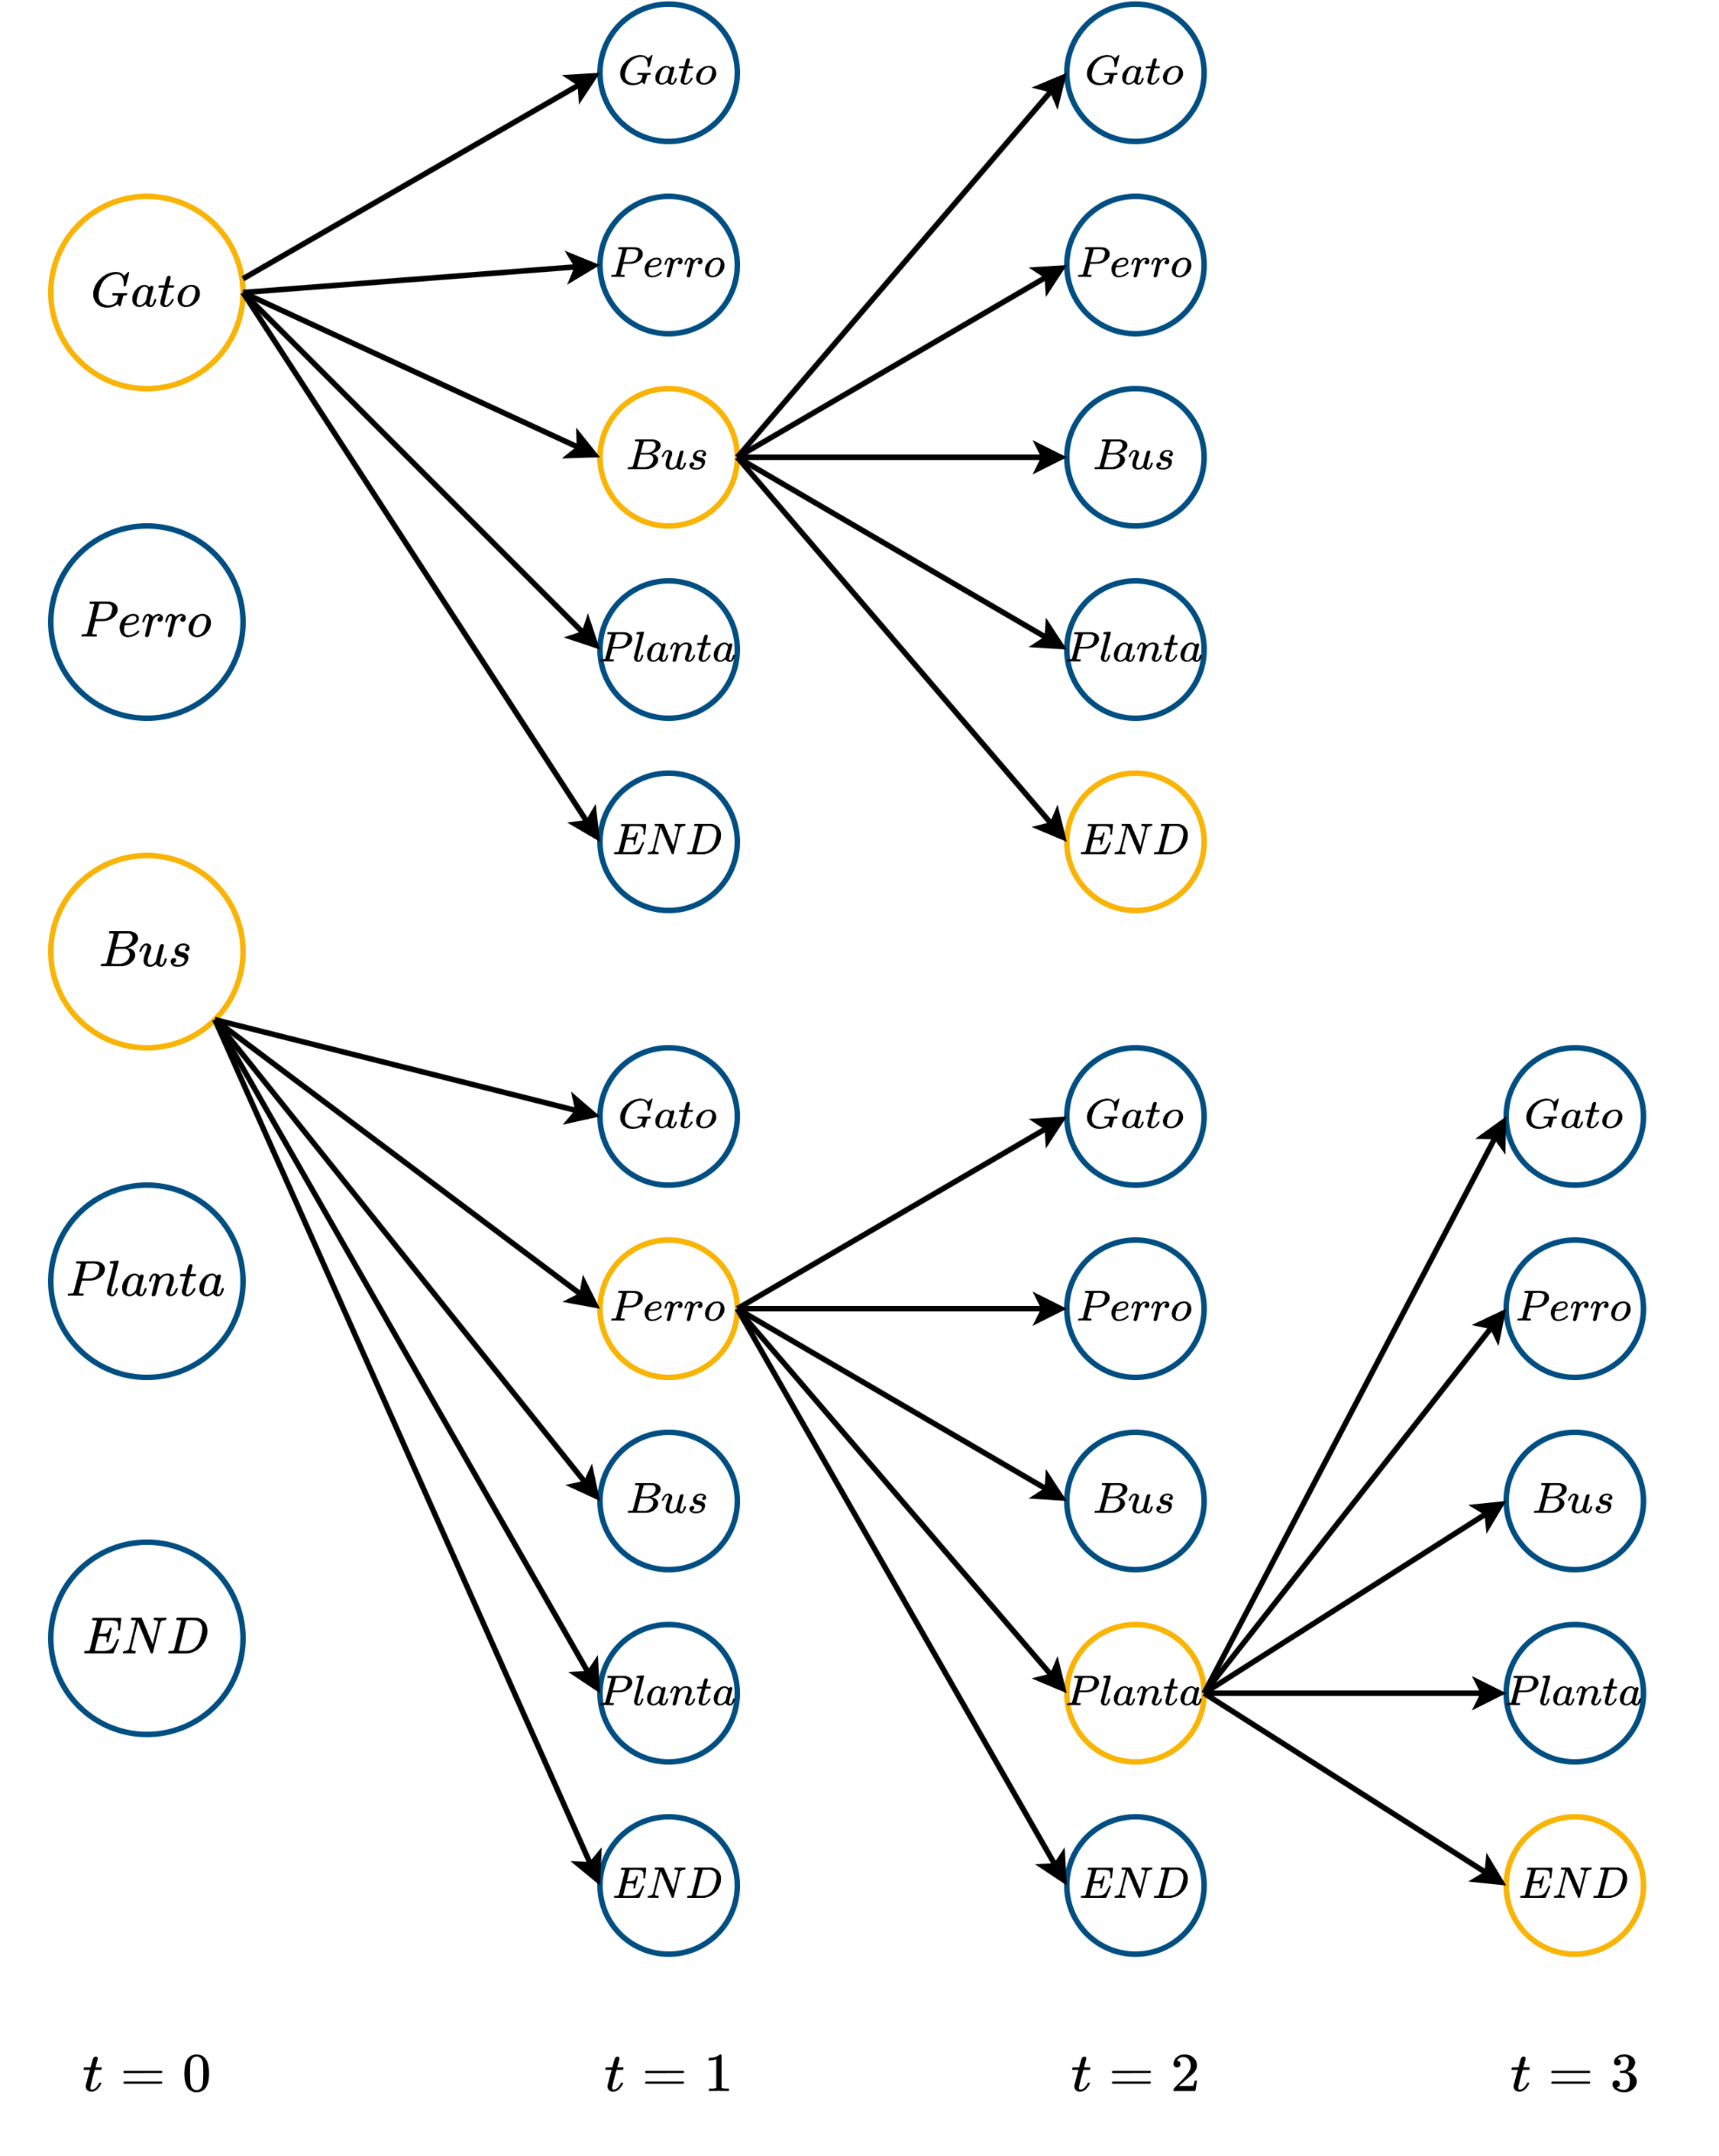 Gato
Perro
Bus
Planta
END
Gato
Perro
Bus
Planta
END
Gato
Perro
Bus
Planta
END
Gato
Perro
Bus
Planta
END
Gato
Perro
Bus
Planta
END
Gato
Perro
Bus
Planta
END
t = 0
t = 1
t = 2
t = 3